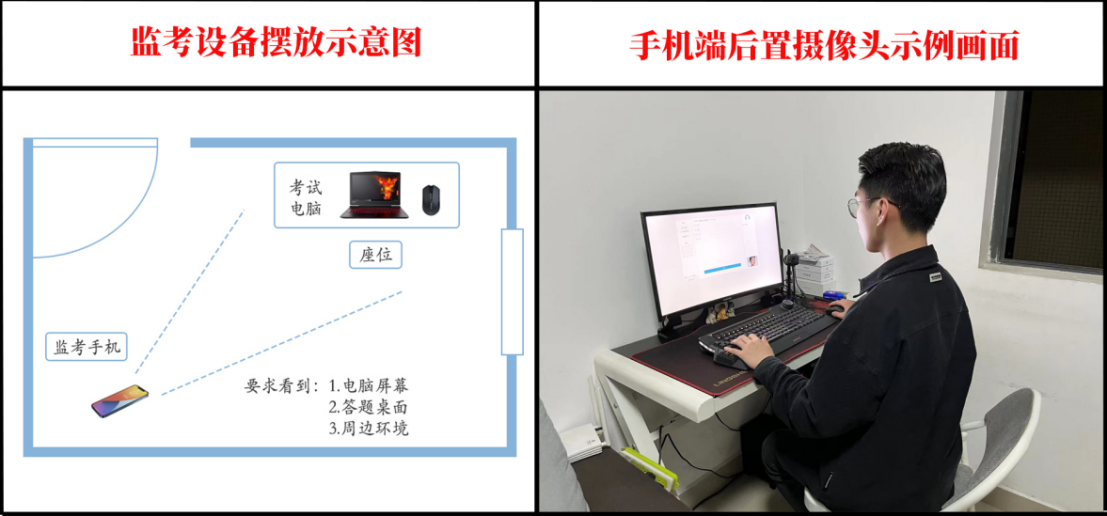 监考设备摆放示意图
手机端后置摄像头示例画面
考试
电脑
座位
监考手机
要求看到：1.电脑屏幕
2.答题桌面
3.周边环境